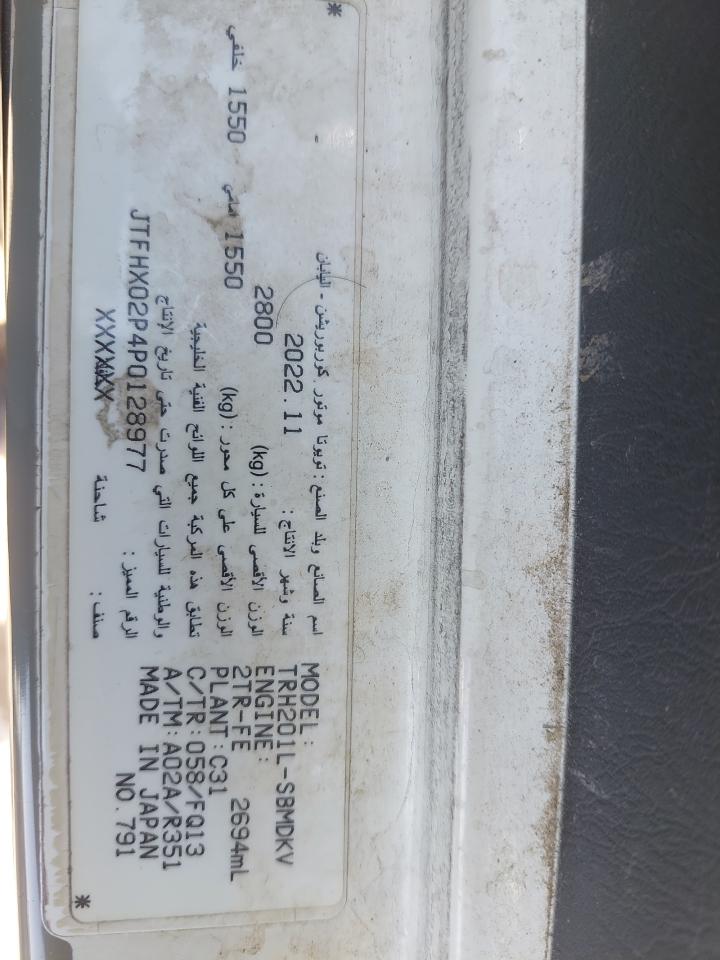 اسم الصانع وبلد الصنع : تويوتا موتور كوربوريشن - اليابان
سنة وشهر الانتاج : 2022.11
الوزن الأقصى للسيارة : (kg) 2800
الوزن الأقصى على كل محور : (kg) 1550 امامي 1550 خلفي
تطابق هذه المركبة جميع اللوائح الفنية الخليجية
والوطنية للسيارات التي صدرت حتى تاريخ الانتاج
الرقم المميز : JTFHX02P4P0128977
صنف : شاحنة XXXXXX
MODEL:
TRH201L-SBMDKV
ENGINE:
2TR-FE 2694mL
PLANT:C31
C/TR:058/FQ13
A/TM:A02A/R351
MADE IN JAPAN
NO.791